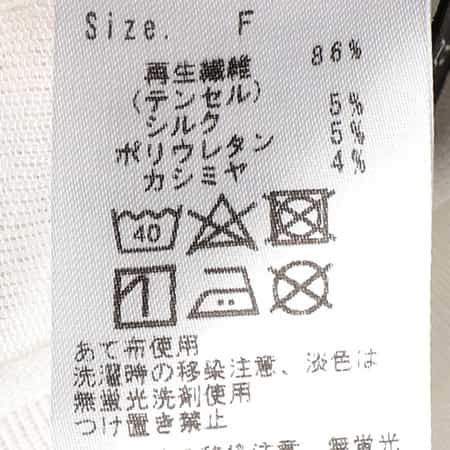 Size. F
再生繊維 86%
(テンセル)
シルク 5%
ポリウレタン 5%
カシミヤ 4%
40
あて布使用
洗濯時の移染注意、淡色は
無蛍光洗剤使用
つけ置き禁止